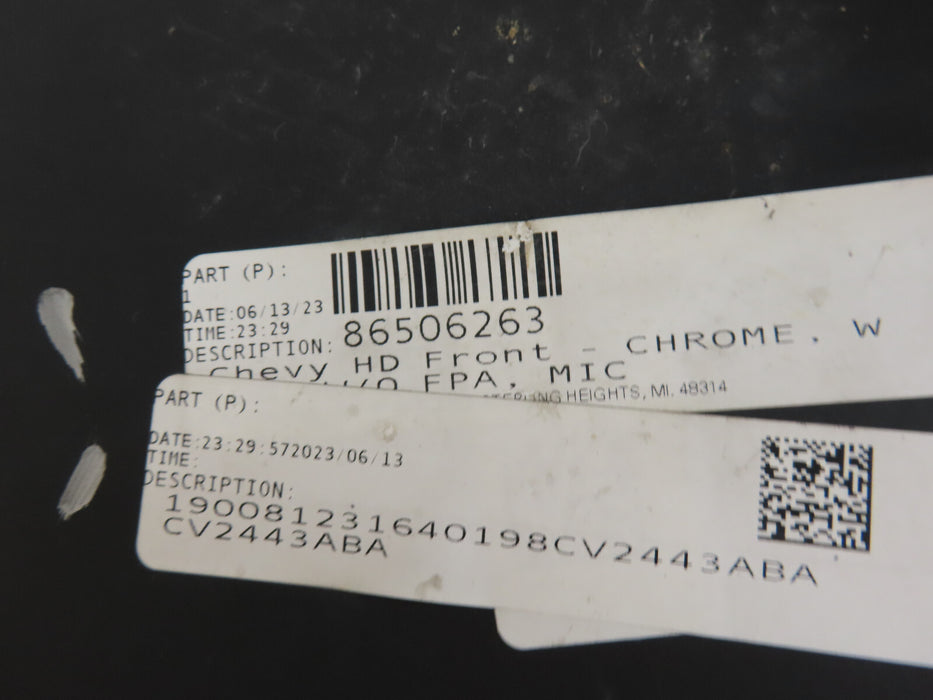 PART (P):
1
DATE:06/13/23
TIME:23:29
DESCRIPTION:
86506263
Chevy HD Front - CHROME, W
FPA, MIC
HEIGHTS, MI. 48314
PART (P):
DATE:23:29:572023/06/13
TIME:
DESCRIPTION:
190081231640198CV2443ABA
CV2443ABA